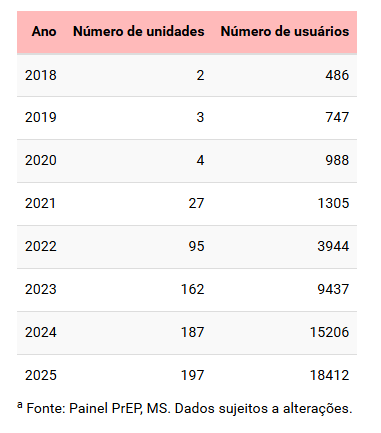 Ano Número de unidades Número de usuários
2018 2 486
2019 3 747
2020 4 988
2021 27 1305
2022 95 3944
2023 162 9437
2024 187 15206
2025 197 18412
a Fonte: Painel PrEP, MS. Dados sujeitos a alterações.